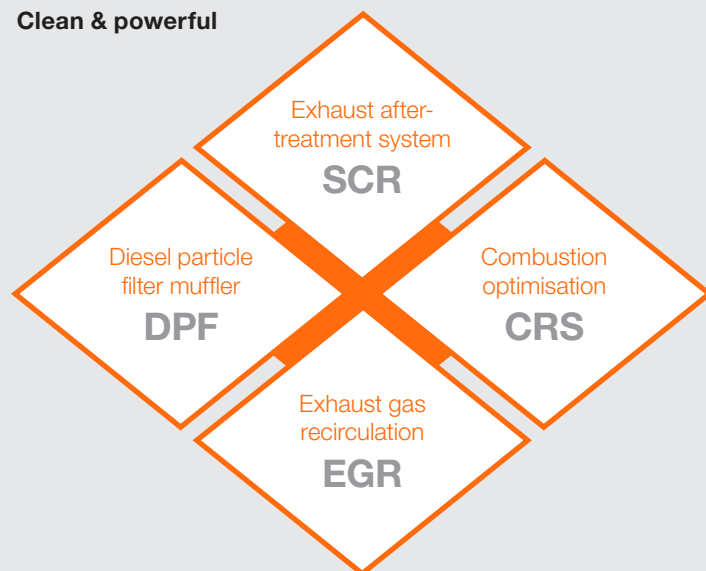 Clean & powerful
Exhaust after-
treatment system
SCR
Diesel particle
filter muffler
DPF
Combustion
optimisation
CRS
Exhaust gas
recirculation
EGR